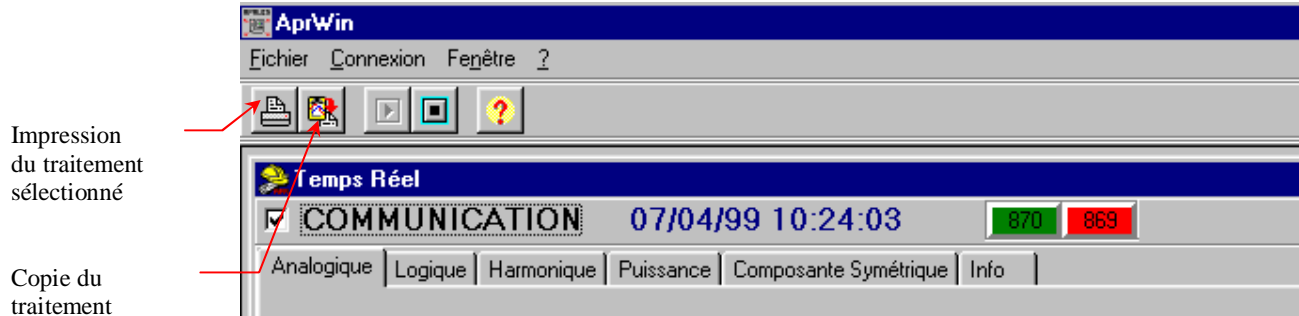 AprWin
Fichier Connexion Fenêtre ?
Impression
du traitement
sélectionné
Temps Réel
COMMUNICATION 07/04/99 10:24:03 870 869
Analogique Logique Harmonique Puissance Composante Symétrique Info
Copie du
traitement